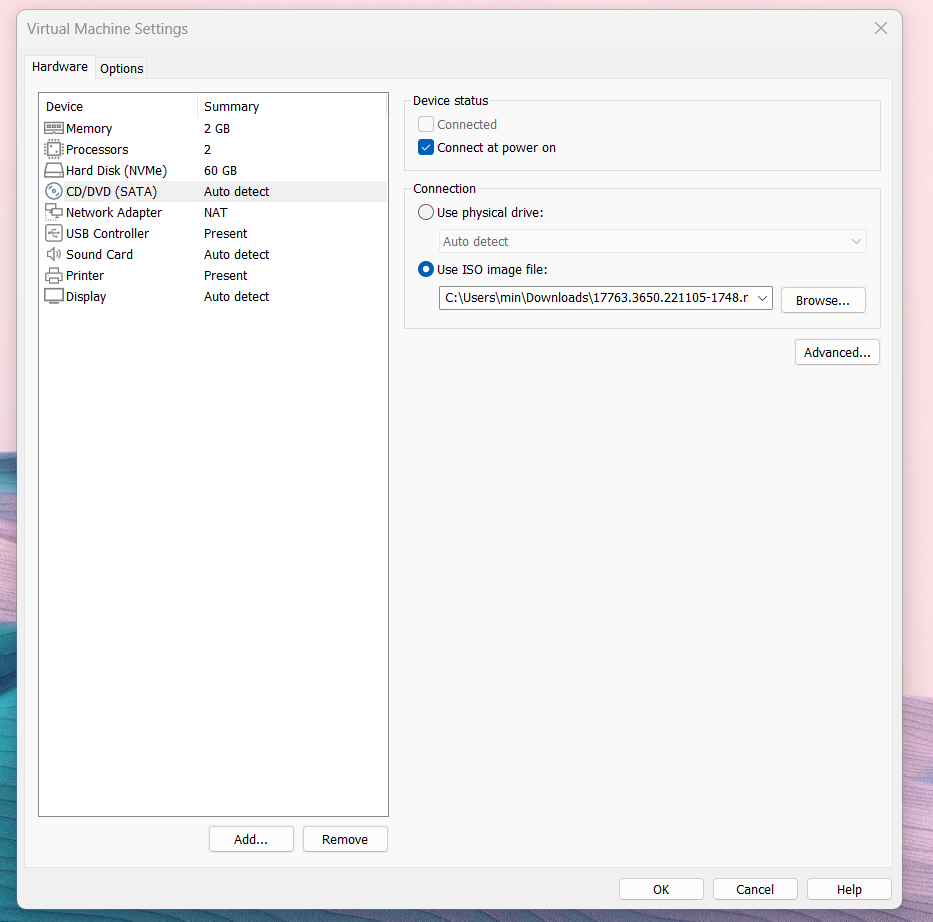 Virtual Machine Settings
Hardware Options
Device Summary
Memory 2 GB
Processors 2
Hard Disk (NVMe) 60 GB
CD/DVD (SATA) Auto detect
Network Adapter NAT
USB Controller Present
Sound Card Auto detect
Printer Present
Display Auto detect
Add... Remove
Device status
Connected
Connect at power on
Connection
Use physical drive:
Auto detect
Use ISO image file:
C:\Users\min\Downloads\17763.3650.221105-1748.r Browse...
Advanced...
OK Cancel Help